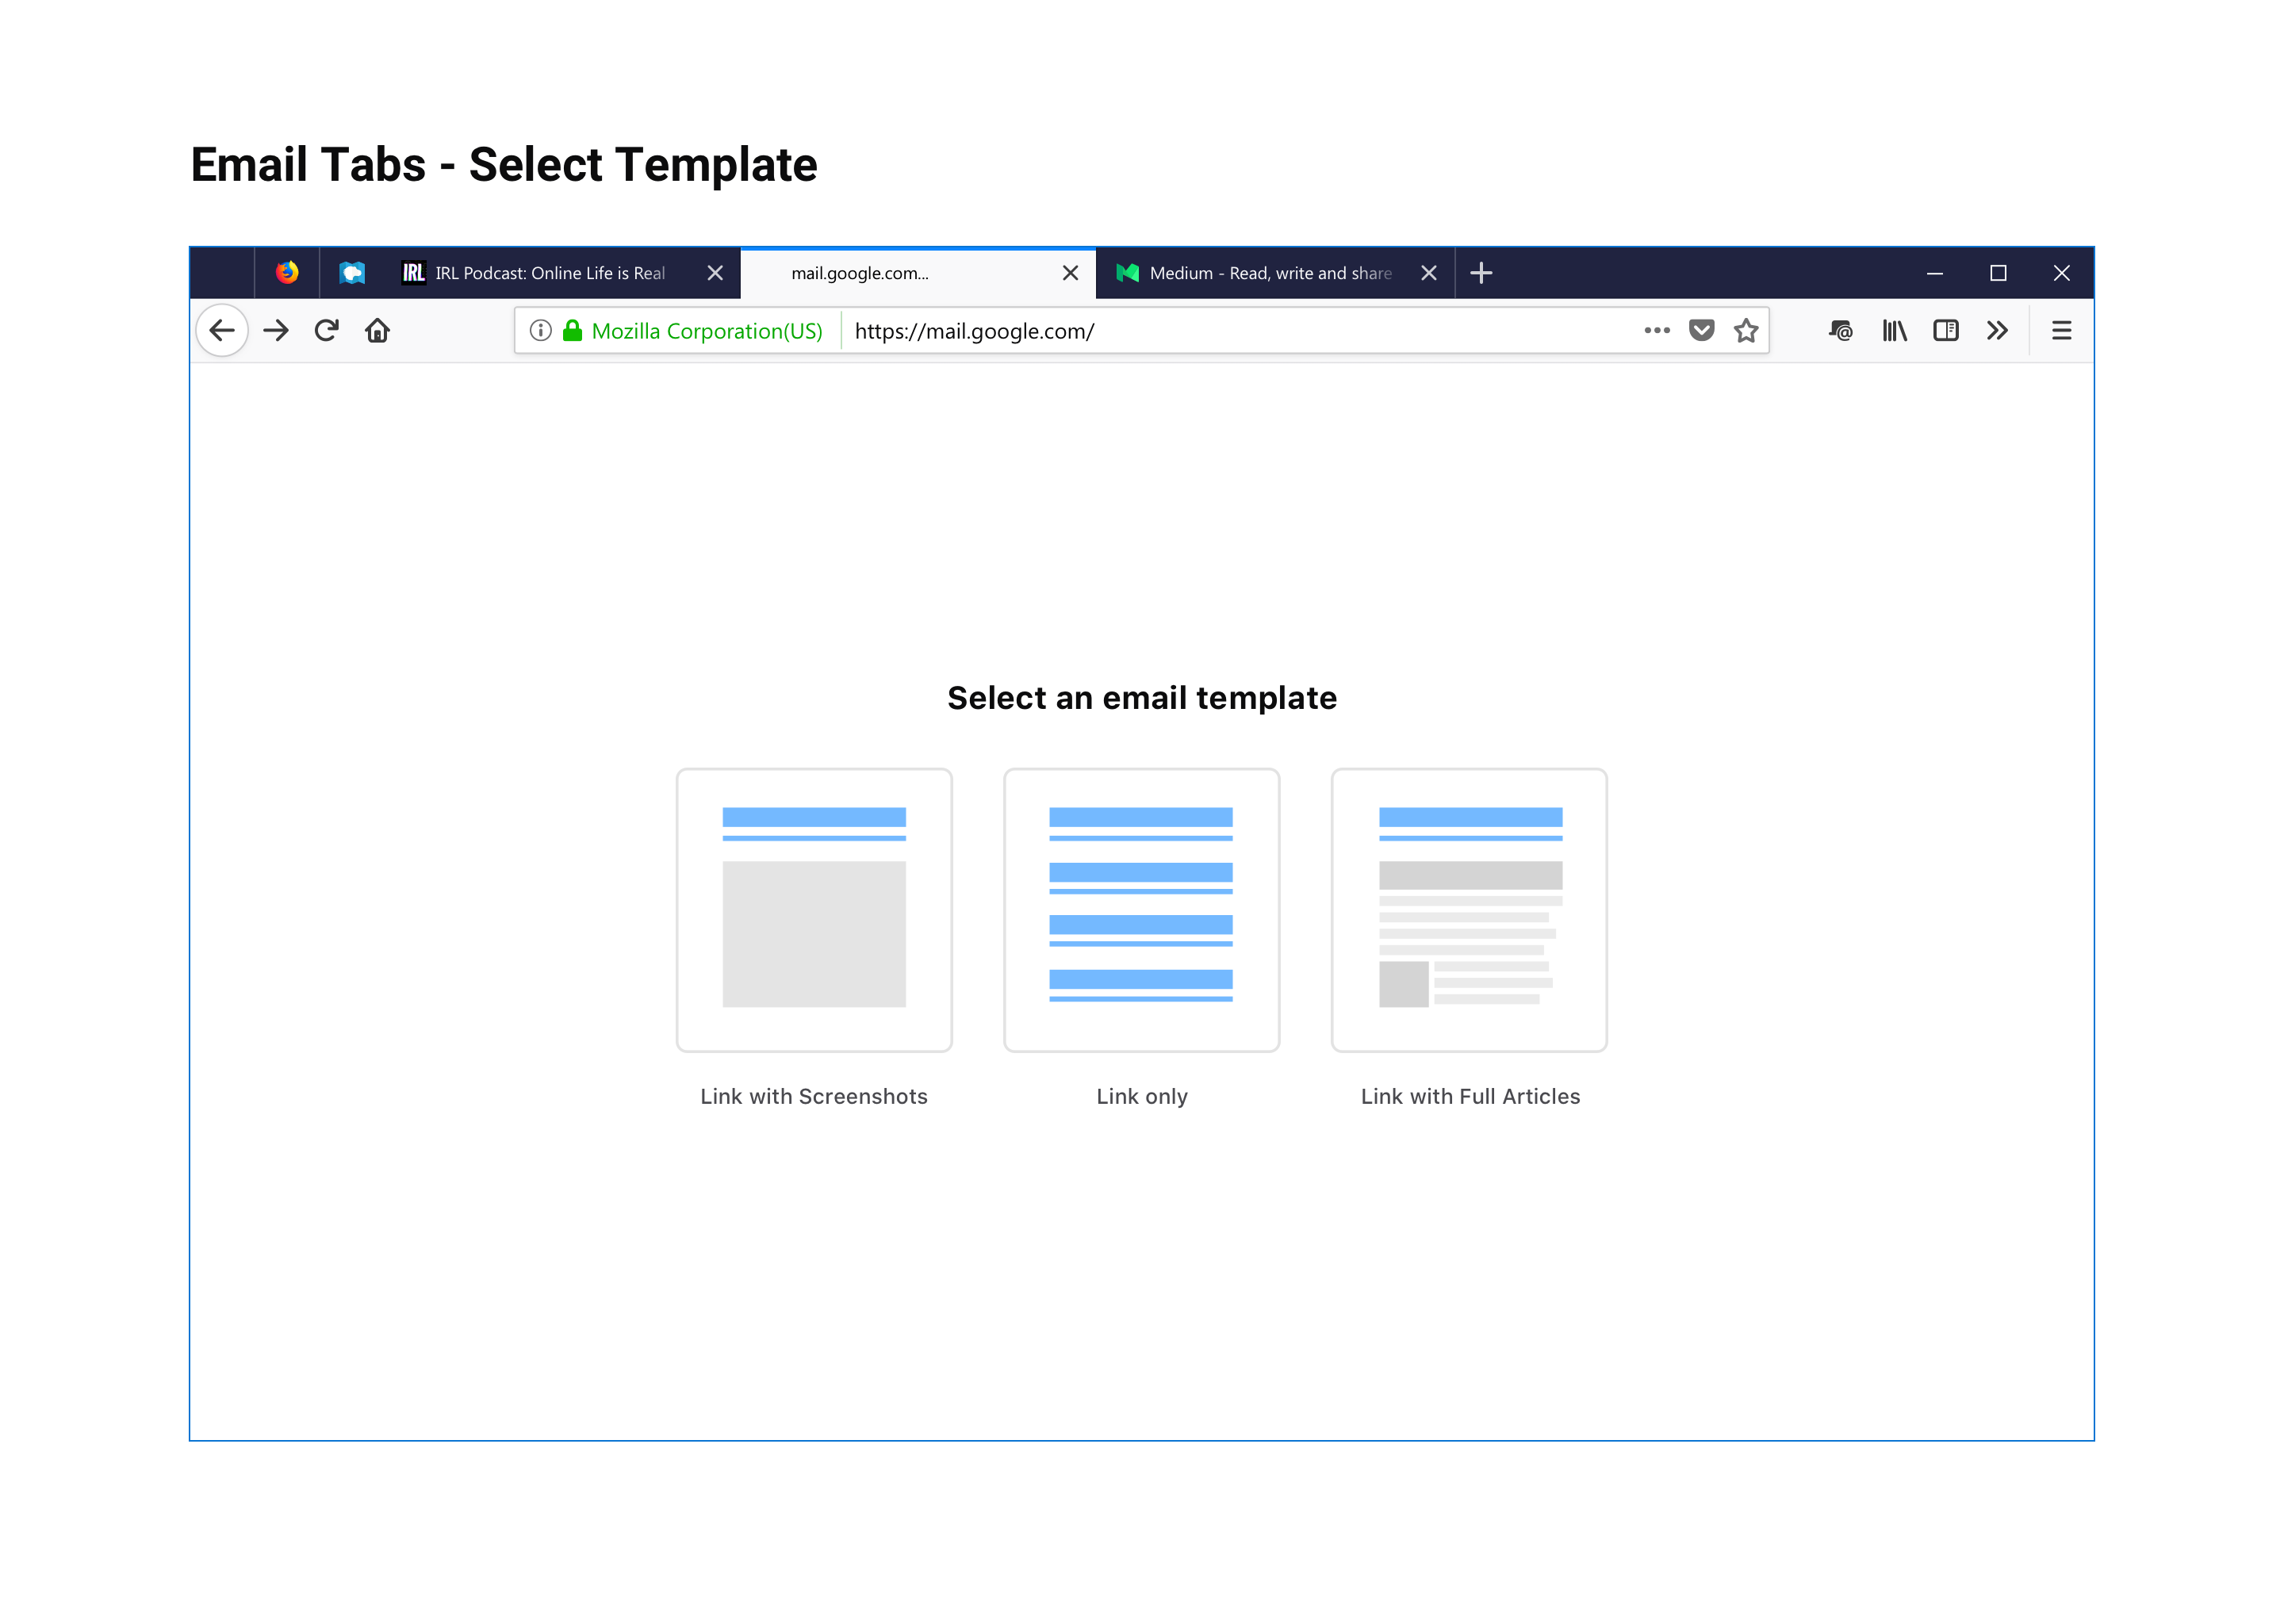 Email Tabs - Select Template
IRL IRL Podcast: Online Life is Real
mail.google.com...
Medium - Read, write and share
Mozilla Corporation(US)
https://mail.google.com/
Select an email template
Link with Screenshots
Link only
Link with Full Articles